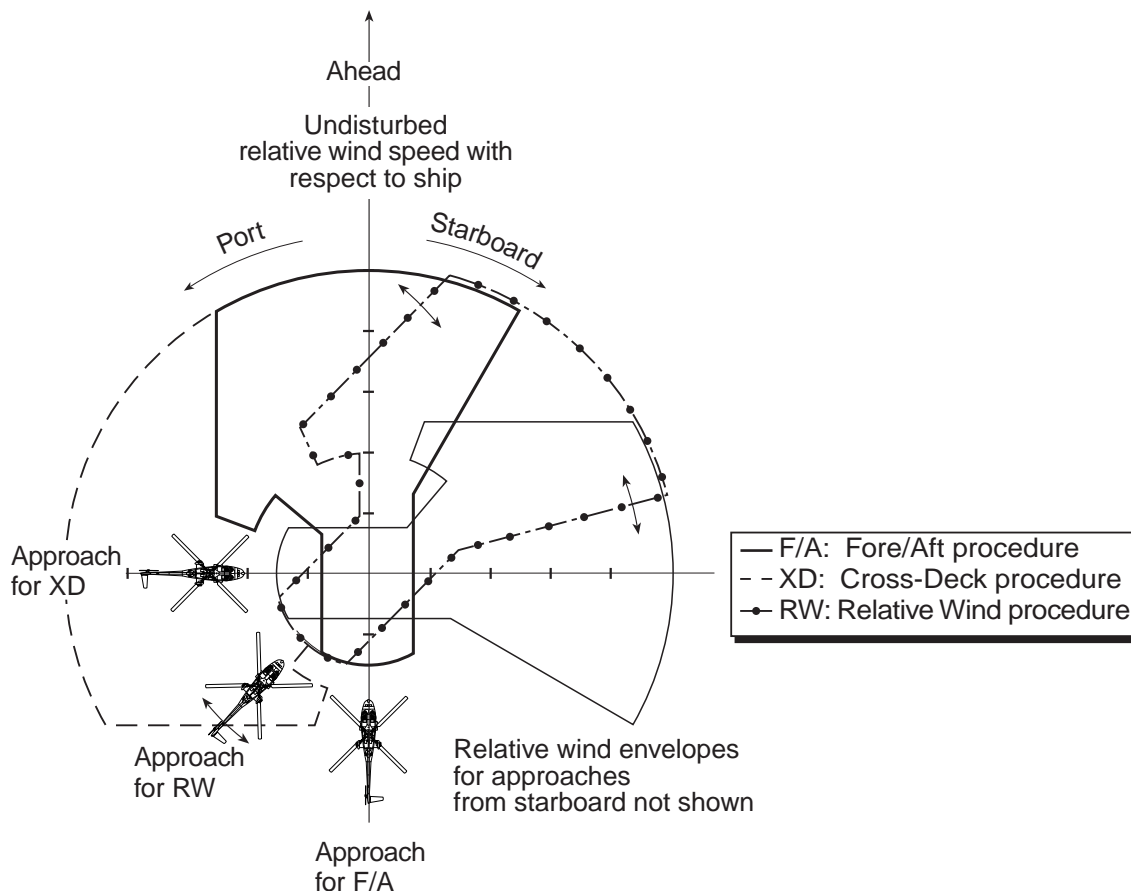 Ahead
Undisturbed
relative wind speed with
respect to ship
Port
Starboard
Approach
for XD
F/A: Fore/Aft procedure
XD: Cross-Deck procedure
RW: Relative Wind procedure
Approach
for RW
Relative wind envelopes
for approaches
from starboard not shown
Approach
for F/A